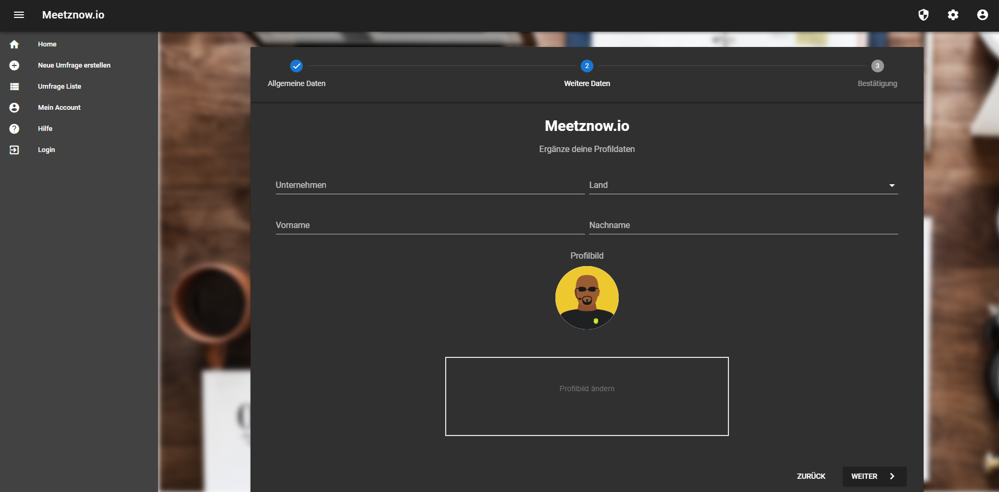 Meetznow.io
Home
Neue Umfrage erstellen
Umfrage Liste
Mein Account
Hilfe
Login
2
3
Allgemeine Daten
Weitere Daten
Bestätigung
Meetznow.io
Ergänze deine Profildaten
Unternehmen
Land
Vorname
Nachname
Profilbild
Profilbild ändern
ZURÜCK
WEITER